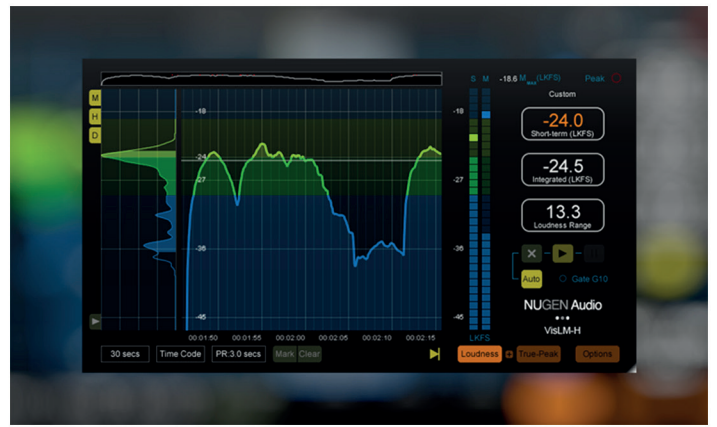 S M -18.6 Mmax (LKFS) Peak
M
H
D
-18
-24
-27
-36
-45
-18
-27
-36
-45
Custom
-24.0
Short-term (LKFS)
-24.5
Integrated (LKFS)
13.3
Loudness Range
Auto
Gate G10
NUGEN Audio
VisLM-H
00:01:50 00:01:55 00:02:00 00:02:05 00:02:10 00:02:15
LKFS
30 secs Time Code PR:3.0 secs Mark Clear
Loudness True-Peak Options